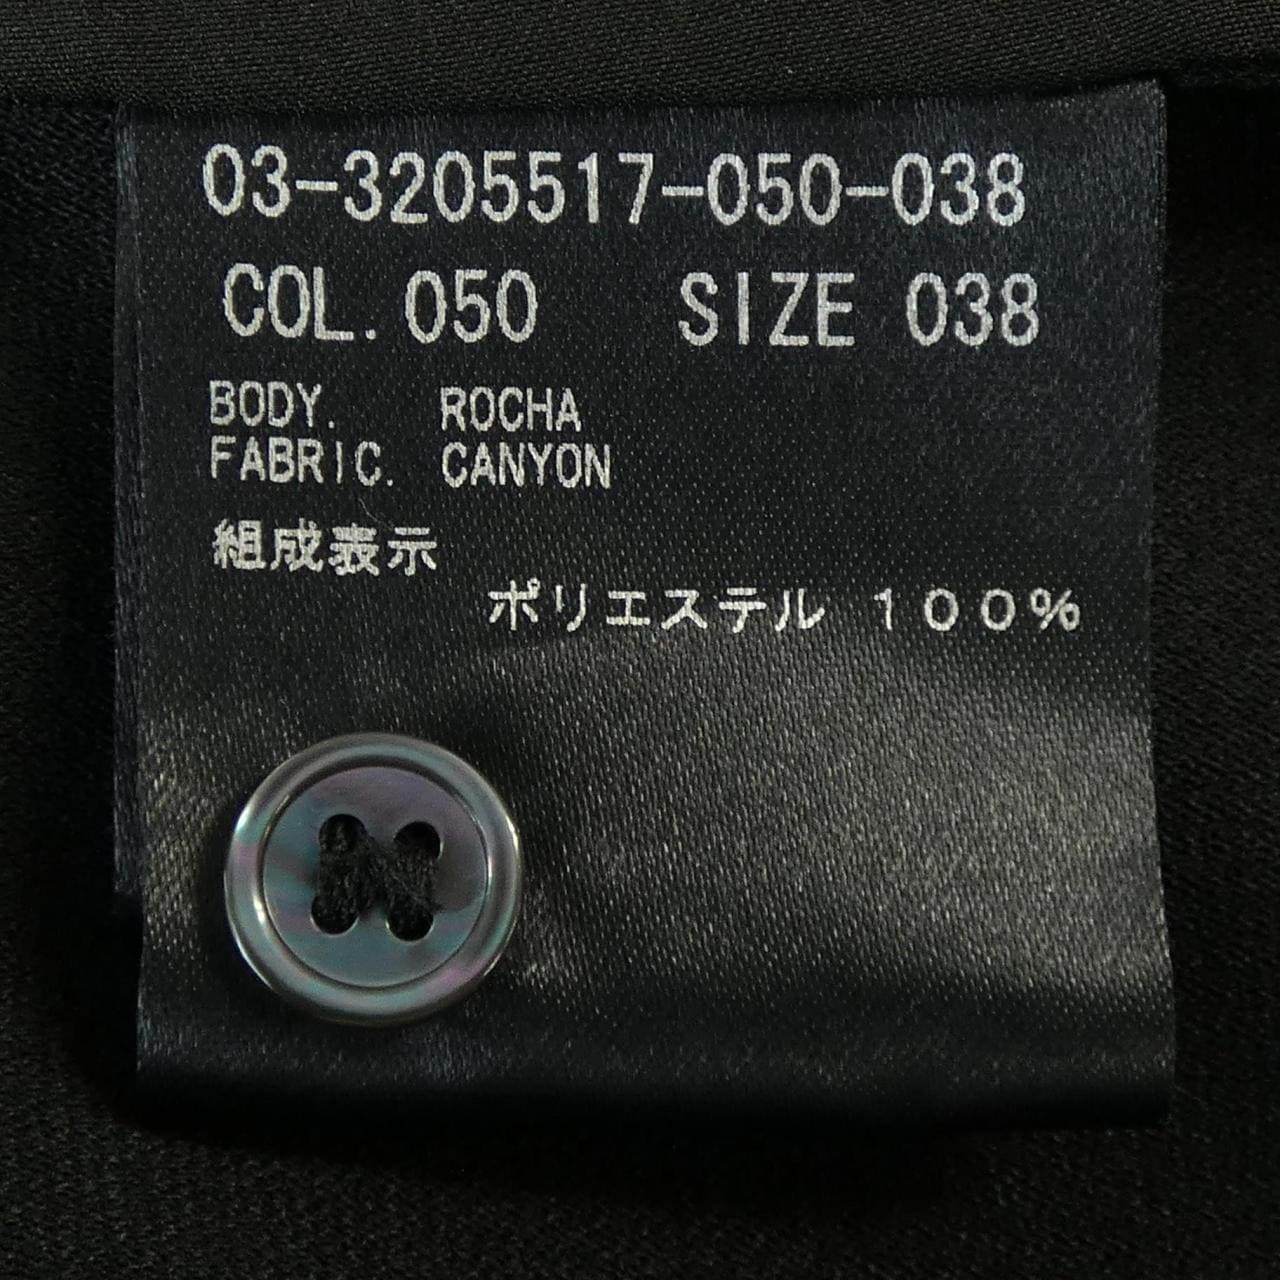 03-3205517-050-038
COL. 050 SIZE 038
BODY. ROCHA
FABRIC. CANYON
組成表示
ポリエステル 100%